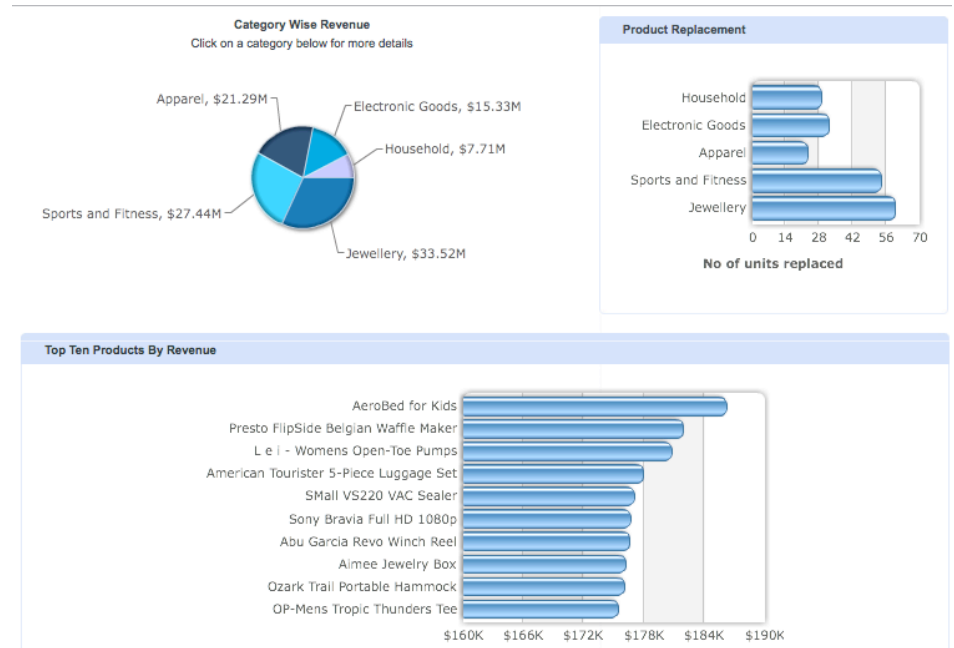 Category Wise Revenue
Click on a category below for more details
Apparel, $21.29M
Electronic Goods, $15.33M
Household, $7.71M
Sports and Fitness, $27.44M
Jewellery, $33.52M
Product Replacement
Household
Electronic Goods
Apparel
Sports and Fitness
Jewellery
0 14 28 42 56 70
No of units replaced
Top Ten Products By Revenue
AeroBed for Kids
Presto FlipSide Belgian Waffle Maker
L e i - Womens Open-Toe Pumps
American Tourister 5-Piece Luggage Set
SMall VS220 VAC Sealer
Sony Bravia Full HD 1080p
Abu Garcia Revo Winch Reel
Aimee Jewelry Box
Ozark Trail Portable Hammock
OP-Mens Tropic Thunders Tee
$160K $166K $172K $178K $184K $190K